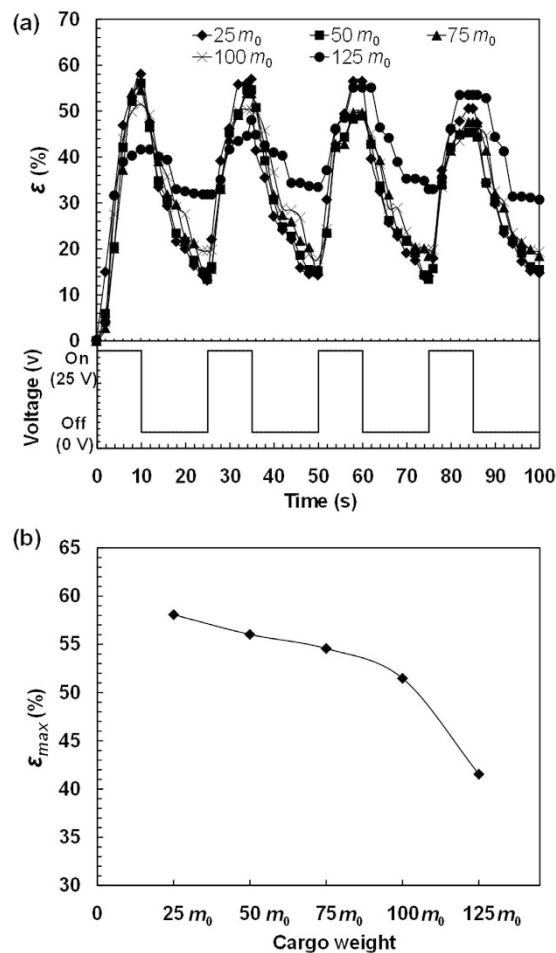 (a)
25 m₀
50 m₀
75 m₀
100 m₀
125 m₀
70
60
50
40
30
20
10
0
ε (%)
On
(25 V)
Off
(0 V)
Voltage (v)
0 10 20 30 40 50 60 70 80 90 100
Time (s)
(b)
65
60
55
50
45
40
35
30
εmax (%)
0 25 m₀ 50 m₀ 75 m₀ 100 m₀ 125 m₀
Cargo weight